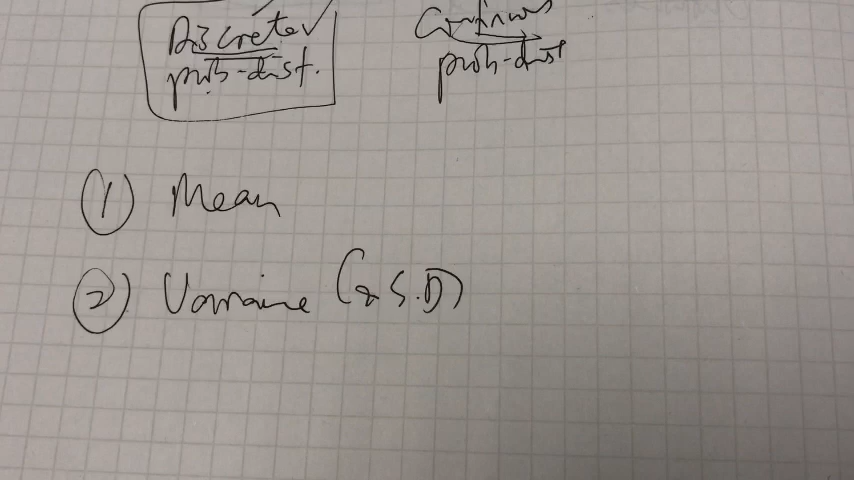 Discrete
prob-dist.
Continuous
prob-dist
① Mean
② Variance (& S.D)